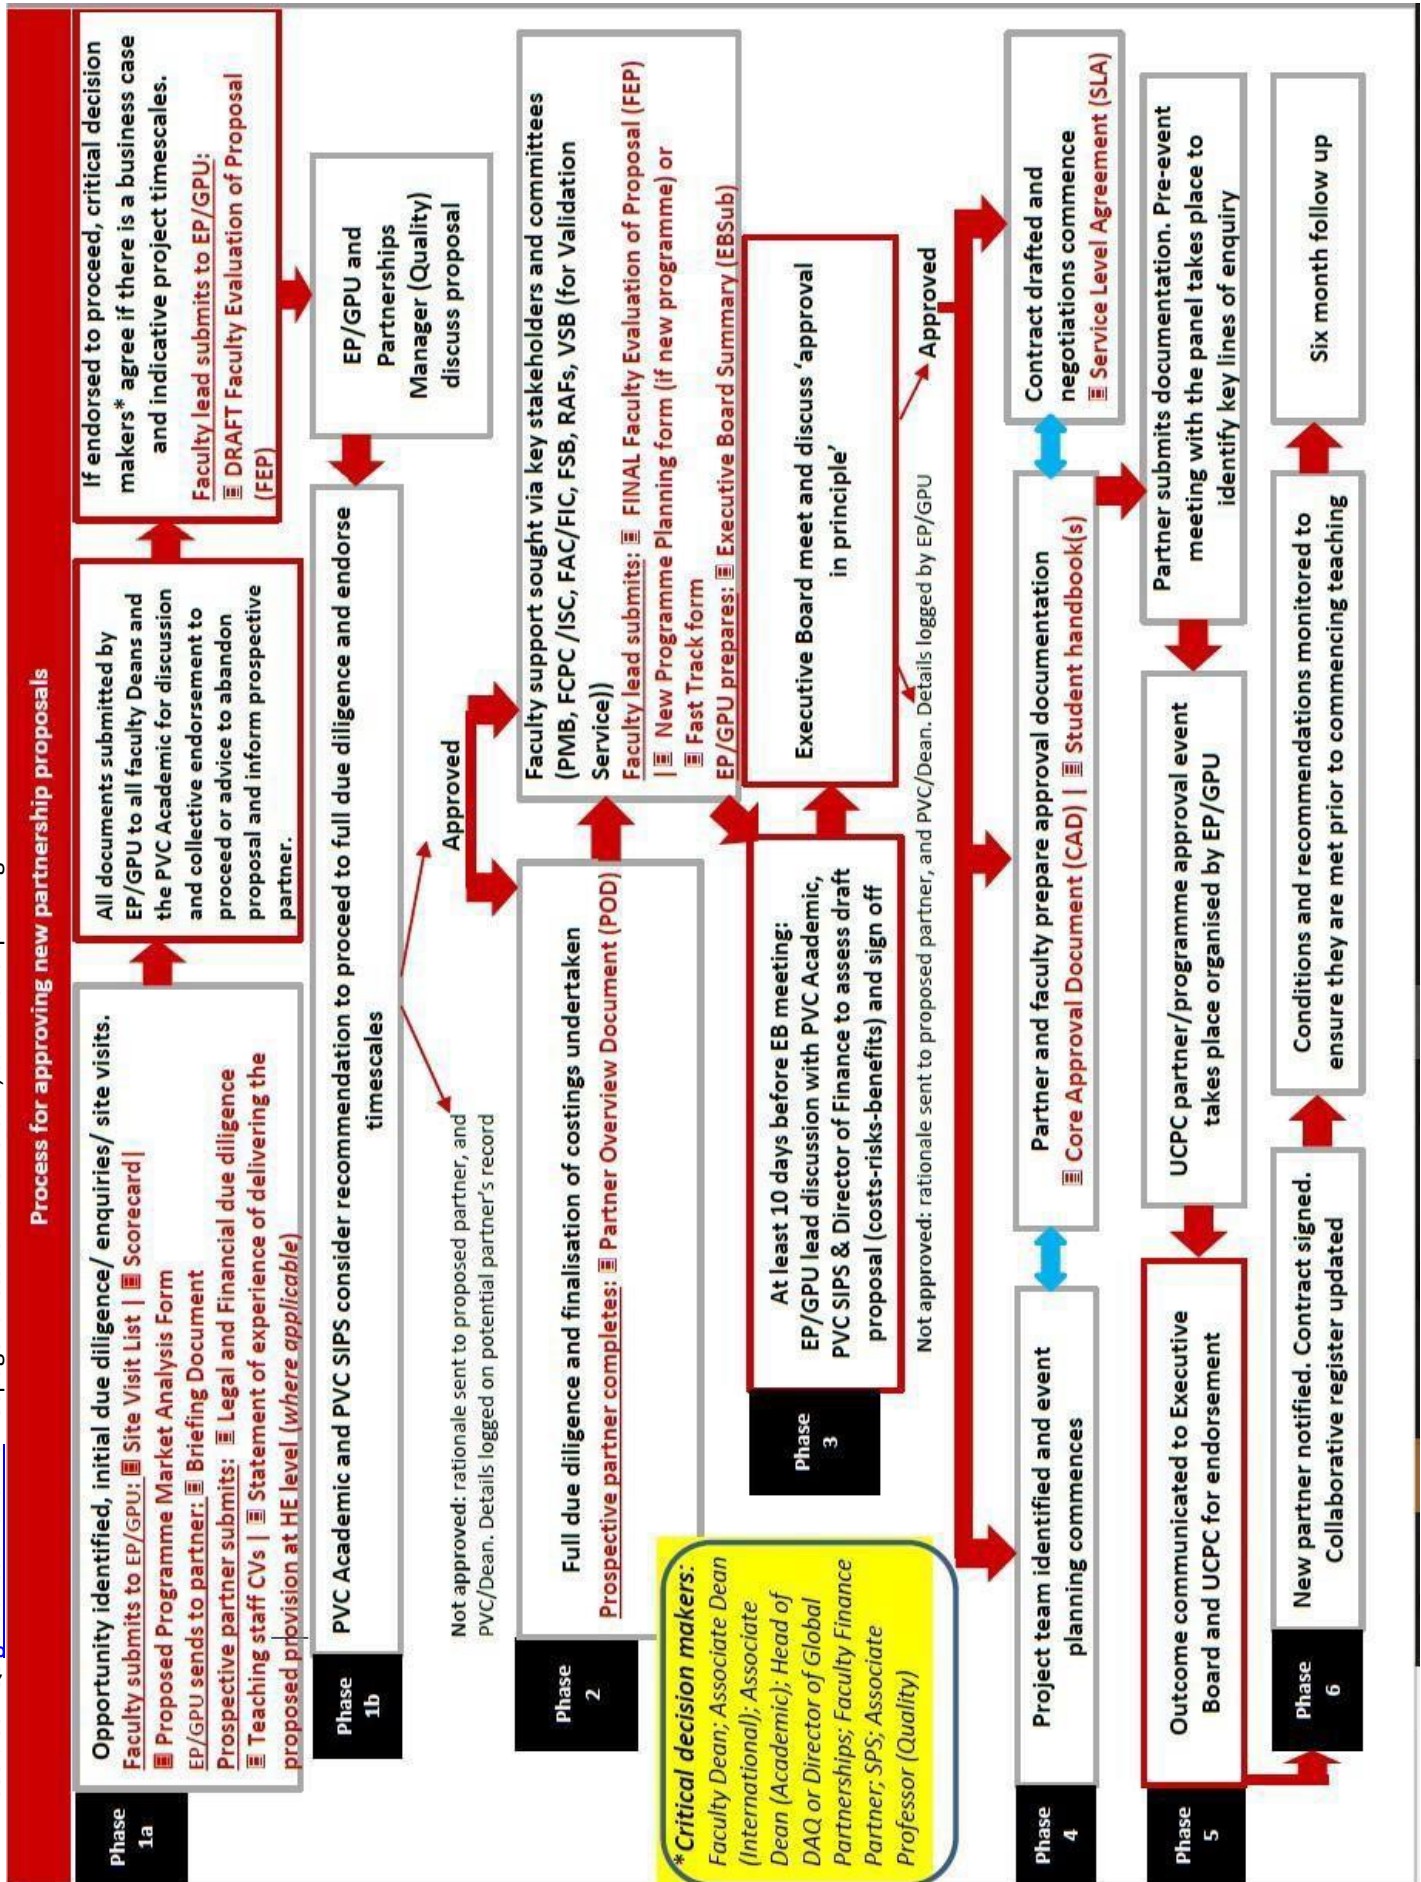 Process for approving new partnership proposals
Phase
1a
Opportunity identified, initial due diligence/ enquiries/ site visits.
Faculty submits to EP/GPU: Site Visit List | Scorecard|
Proposed Programme Market Analysis Form
EP/GPU sends to partner: Briefing Document
Prospective partner submits: Legal and Financial due diligence
Teaching staff CVs | Statement of experience of delivering the
proposed provision at HE level (where applicable)
All documents submitted by
EP/GPU to all faculty Deans and
the PVC Academic for discussion
and collective endorsement to
proceed or advice to abandon
proposal and inform prospective
partner.
If endorsed to proceed, critical decision
makers* agree if there is a business case
and indicative project timescales.
Faculty lead submits to EP/GPU:
DRAFT Faculty Evaluation of Proposal
(FEP)
Phase
1b
PVC Academic and PVC SIPS consider recommendation to proceed to full due diligence and endorse
timescales
EP/GPU and
Partnerships
Manager (Quality)
discuss proposal
Not approved: rationale sent to proposed partner, and
PVC/Dean. Details logged on potential partner's record
Approved
Phase
2
Full due diligence and finalisation of costings undertaken
Prospective partner completes: Partner Overview Document (POD)
Faculty support sought via key stakeholders and committees
(PMB, FCPC /ISC, FAC/FIC, FSB, RAFs, VSB (for Validation
Service))
Faculty lead submits: FINAL Faculty Evaluation of Proposal (FEP)
| New Programme Planning form (if new programme) or
Fast Track form
EP/GPU prepares: Executive Board Summary (EBSub)
*Critical decision makers:
Faculty Dean; Associate Dean
(International); Associate
Dean (Academic); Head of
DAQ or Director of Global
Partnerships; Faculty Finance
Partner; SPS; Associate
Professor (Quality)
Phase
3
At least 10 days before EB meeting:
EP/GPU lead discussion with PVC Academic,
PVC SIPS & Director of Finance to assess draft
proposal (costs-risks-benefits) and sign off
Executive Board meet and discuss 'approval
in principle'
Not approved: rationale sent to proposed partner, and PVC/Dean. Details logged by EP/GPU
Approved
Phase
4
Project team identified and event
planning commences
Partner and faculty prepare approval documentation
Core Approval Document (CAD) | Student handbook(s)
Contract drafted and
negotiations commence
Service Level Agreement (SLA)
Phase
5
Outcome communicated to Executive
Board and UCPC for endorsement
UCPC partner/programme approval event
takes place organised by EP/GPU
Partner submits documentation. Pre-event
meeting with the panel takes place to
identify key lines of enquiry
Phase
6
New partner notified. Contract signed.
Collaborative register updated
Conditions and recommendations monitored to
ensure they are met prior to commencing teaching
Six month follow up